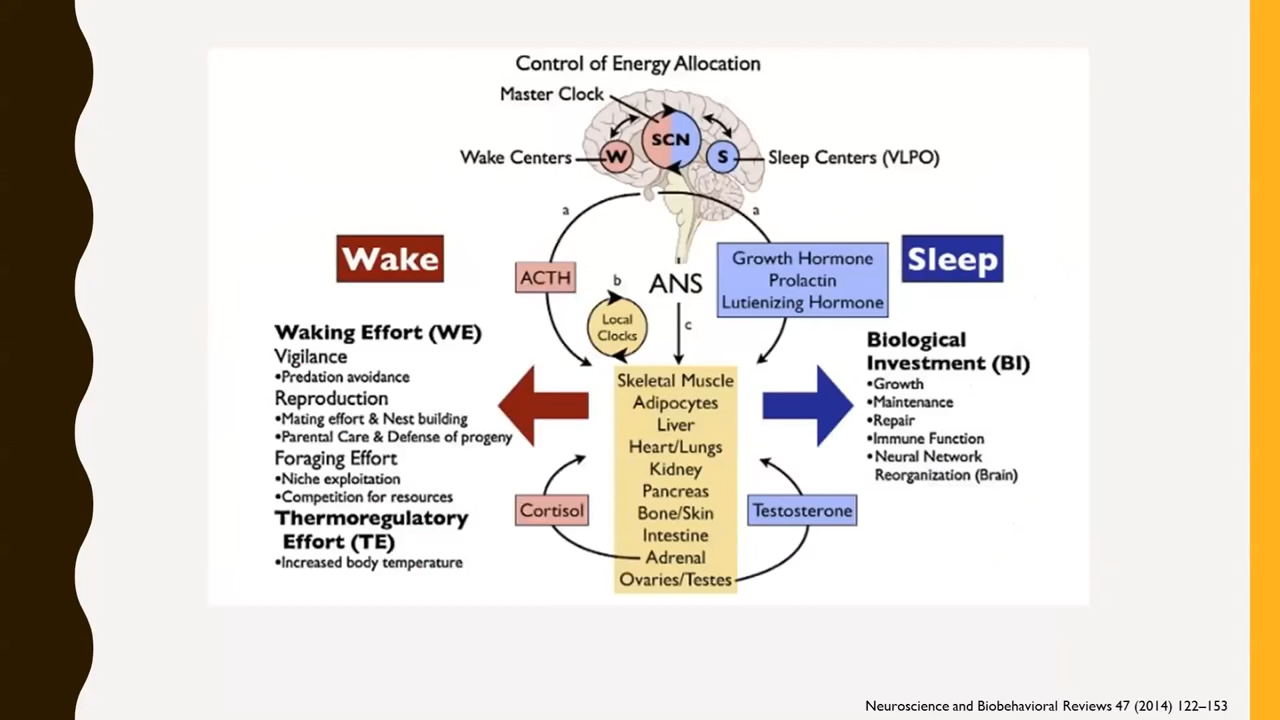 Control of Energy Allocation
Master Clock
SCN
Wake Centers
W
S
Sleep Centers (VLPO)
a
a
Wake
ACTH
b
Local
Clocks
ANS
c
Growth Hormone
Prolactin
Lutienizing Hormone
Sleep
Waking Effort (WE)
Vigilance
•Predation avoidance
Reproduction
•Mating effort & Nest building
•Parental Care & Defense of progeny
Foraging Effort
•Niche exploitation
•Competition for resources
Thermoregulatory
Effort (TE)
•Increased body temperature
Skeletal Muscle
Adipocytes
Liver
Heart/Lungs
Kidney
Pancreas
Bone/Skin
Intestine
Adrenal
Ovaries/Testes
Cortisol
Testosterone
Biological
Investment (BI)
•Growth
•Maintenance
•Repair
•Immune Function
•Neural Network
Reorganization (Brain)
Neuroscience and Biobehavioral Reviews 47 (2014) 122–153